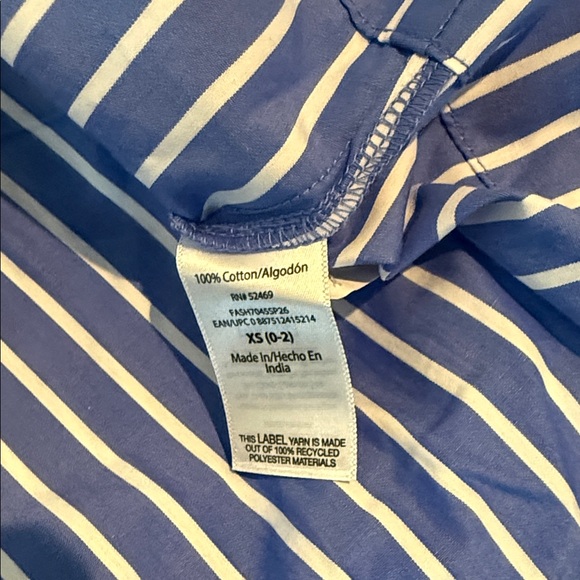 100% Cotton/Algodón
RN# 52469
FASH70455P26
EAN/UPC 0 887512415214
XS (0-2)
Made In/Hecho En
India
THIS LABEL YARN IS MADE
OUT OF 100% RECYCLED
POLYESTER MATERIALS